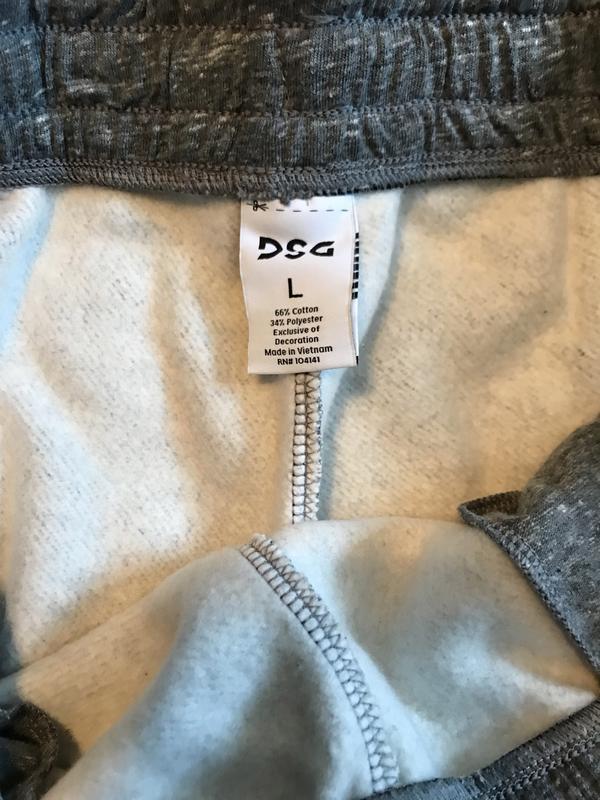 DSG
L
66% Cotton
34% Polyester
Exclusive of
Decoration
Made in Vietnam
RN# 104141